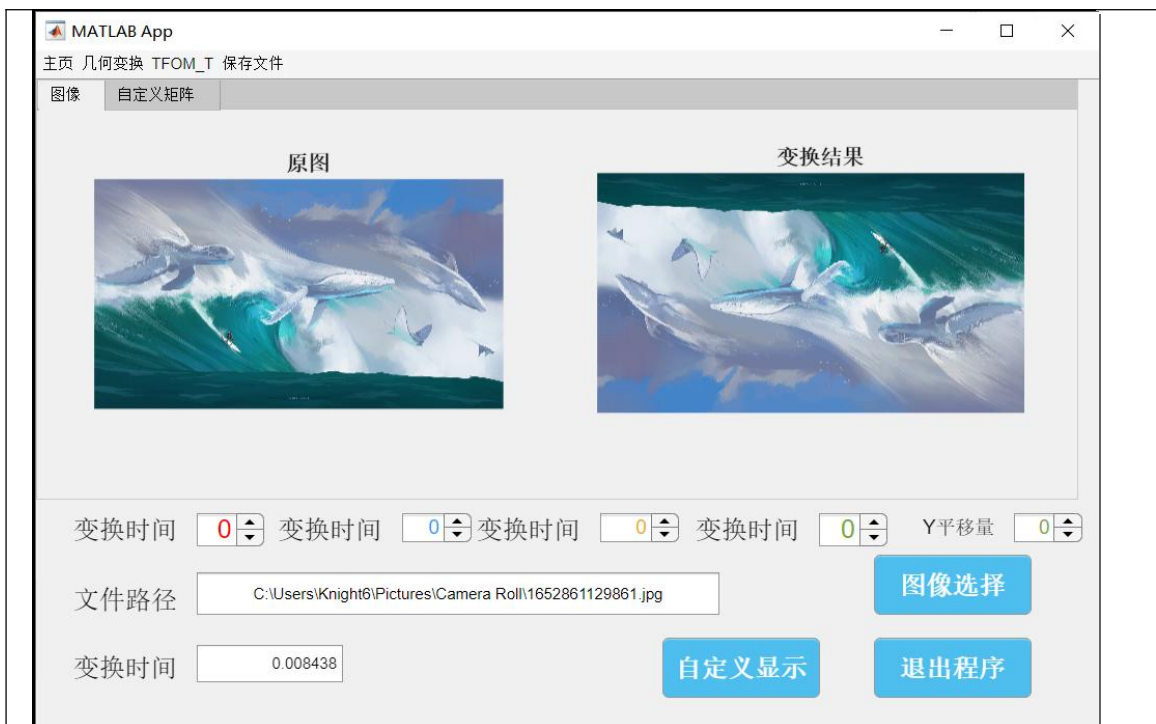 MATLAB App
主页 几何变换 TFOM_T 保存文件
图像 自定义矩阵
原图 变换结果
变换时间 0 变换时间 0 变换时间 0 变换时间 0 Y平移量 0
文件路径 C:\Users\Knight6\Pictures\Camera Roll\1652861129861.jpg 图像选择
变换时间 0.008438 自定义显示 退出程序